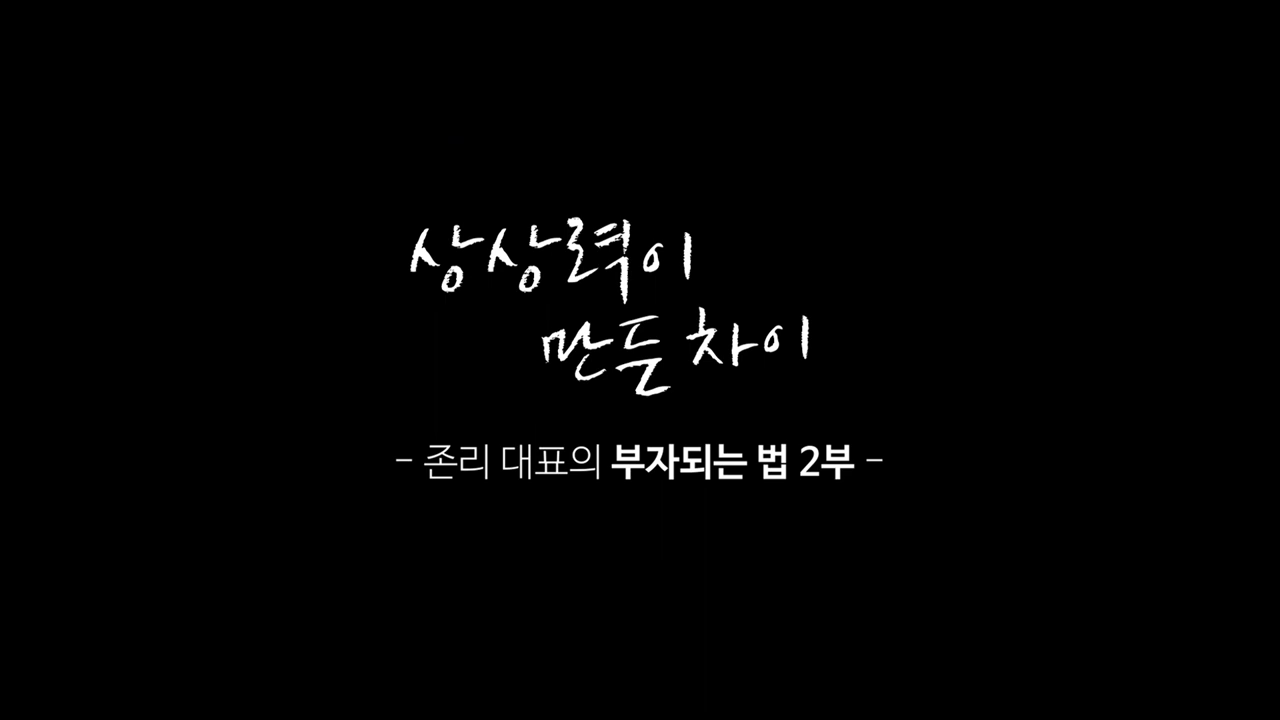 상상력이
만든 차이
- 존리 대표의 부자되는 법 2부 -